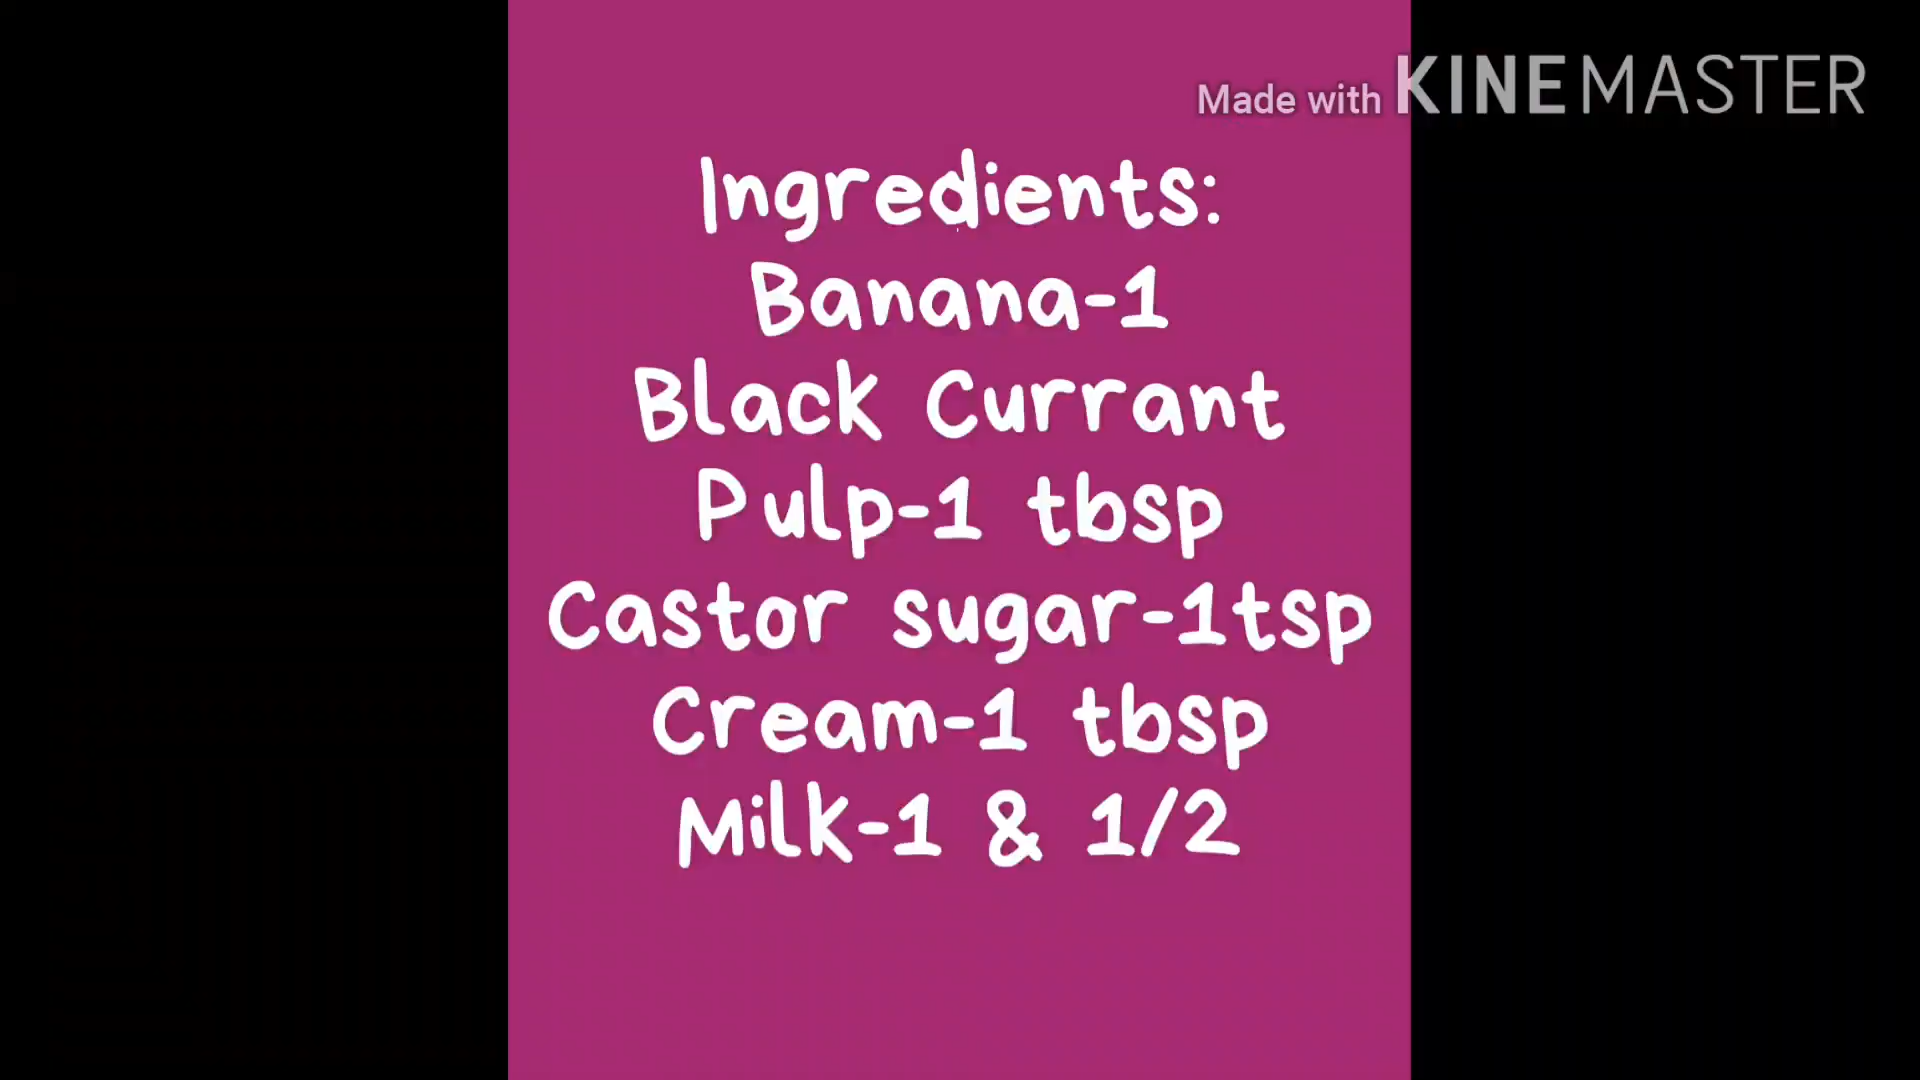 Made with KINEMASTER
Ingredients:
Banana-1
Black Currant
Pulp-1 tbsp
Castor sugar-1tsp
Cream-1 tbsp
Milk-1 & 1/2